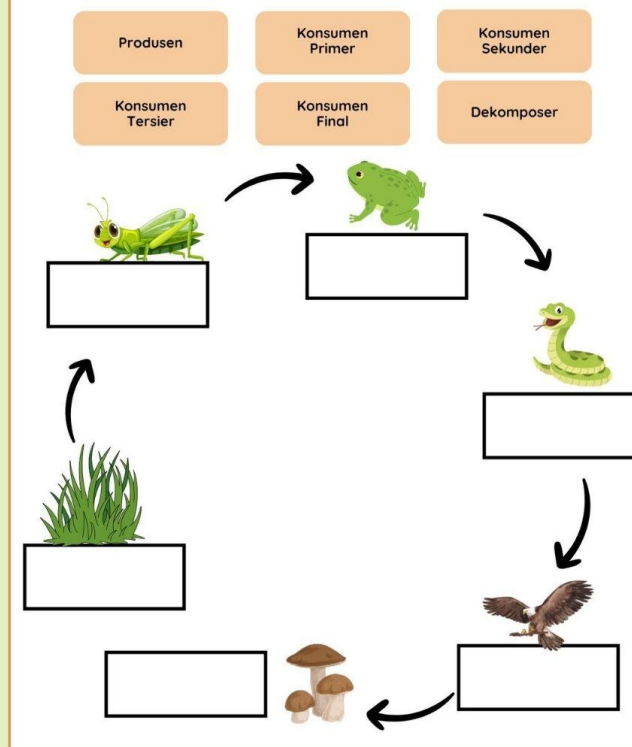 Produsen
Konsumen
Primer
Konsumen
Sekunder
Konsumen
Tersier
Konsumen
Final
Dekomposer